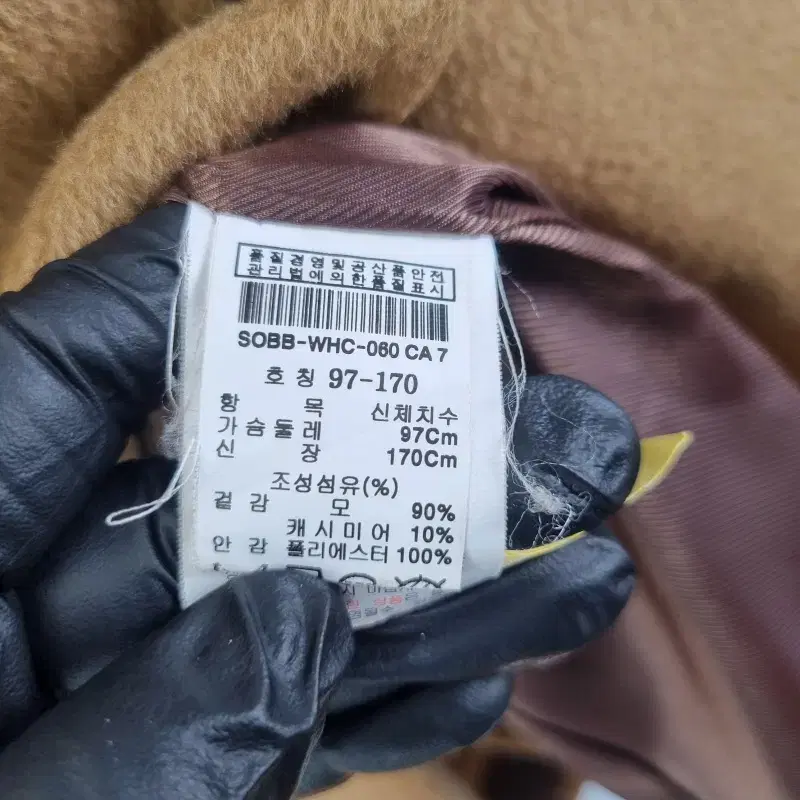 품질경영및공산품안전
관리법에의한품질표시
SOBB-WHC-060 CA 7
호칭 97-170
항 목 신체치수
가슴둘레 97Cm
신 장 170Cm
조성섬유(%)
겉감 모 90%
캐시미어 10%
안감 폴리에스터 100%